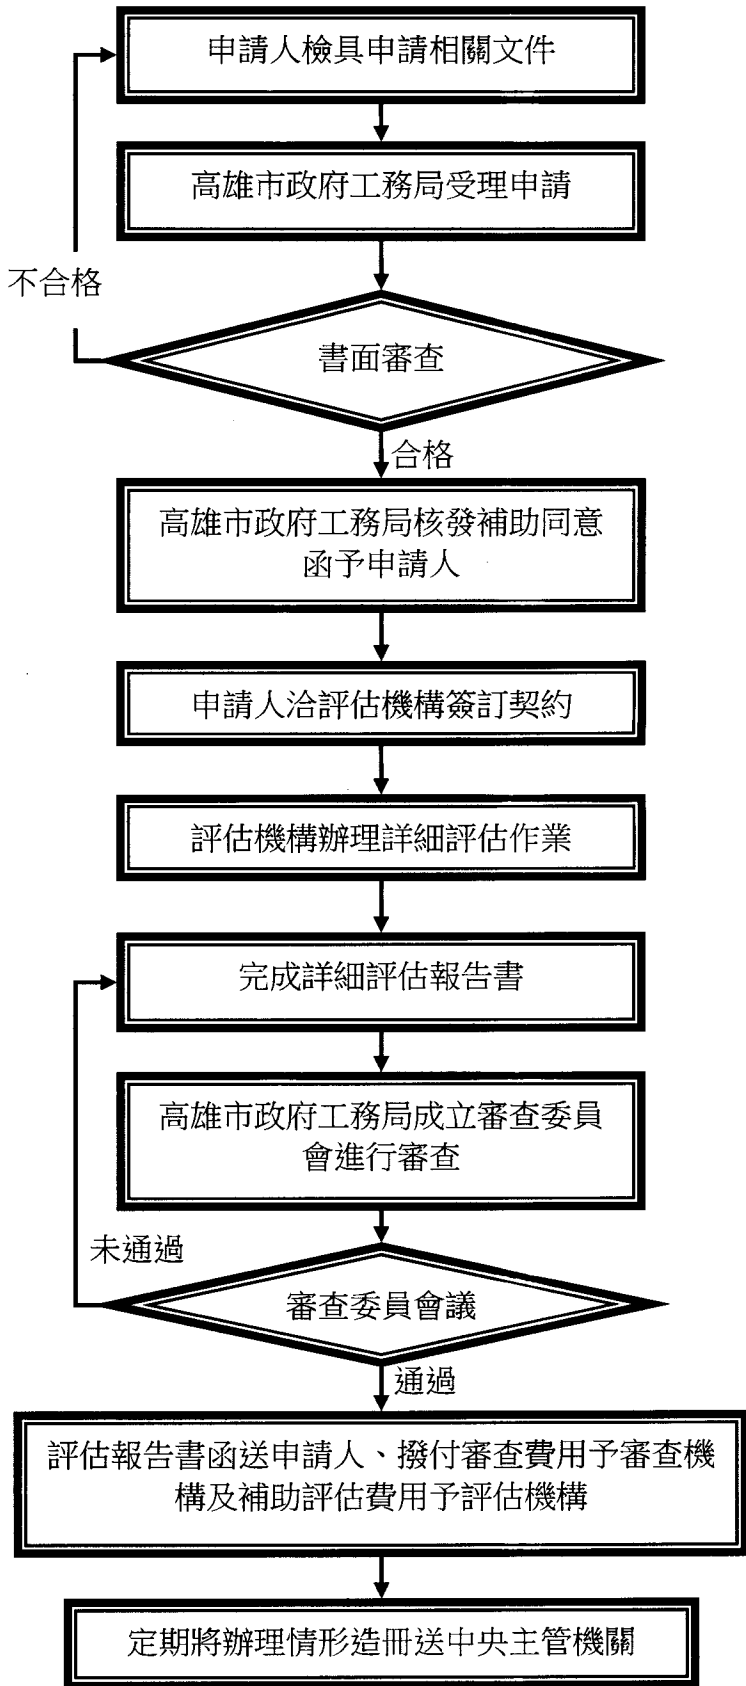 申請人檢具申請相關文件
高雄市政府工務局受理申請
不合格
書面審查
合格
高雄市政府工務局核發補助同意
函予申請人
申請人洽評估機構簽訂契約
評估機構辦理詳細評估作業
完成詳細評估報告書
高雄市政府工務局成立審查委員
會進行審查
未通過
審查委員會議
通過
評估報告書函送申請人、撥付審查費用予審查機
構及補助評估費用予評估機構
定期將辦理情形造冊送中央主管機關